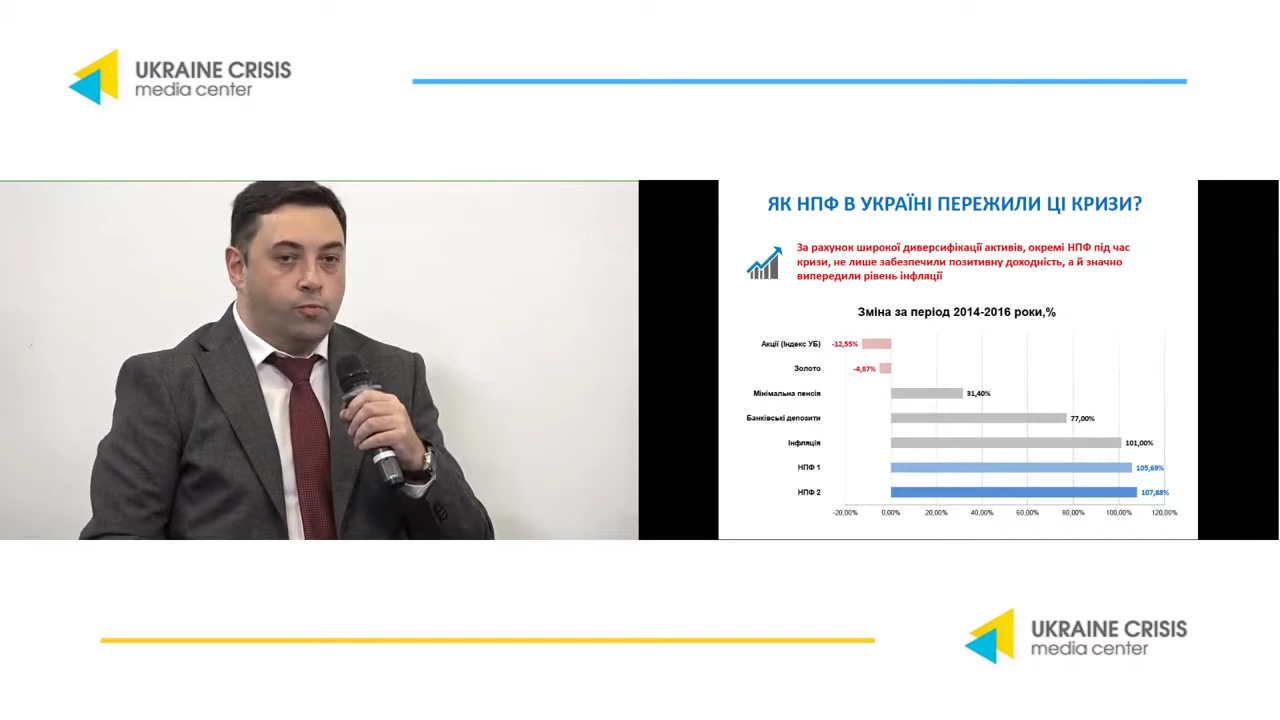 UKRAINE CRISIS
media center
ЯК НПФ В УКРАЇНІ ПЕРЕЖИЛИ ЦІ КРИЗИ?
За рахунок широкої диверсифікації активів, окремі НПФ під час
кризи, не лише забезпечили позитивну доходність, а й значно
випередили рівень інфляції
Зміна за період 2014-2016 роки,%
Акції (Індекс УБ) -12,55%
Золото -4,87%
Мінімальна пенсія 31,40%
Банківські депозити 77,00%
Інфляція 101,00%
НПФ 1 105,69%
НПФ 2 107,88%
-20,00% 0,00% 20,00% 40,00% 60,00% 80,00% 100,00% 120,00%
UKRAINE CRISIS
media center